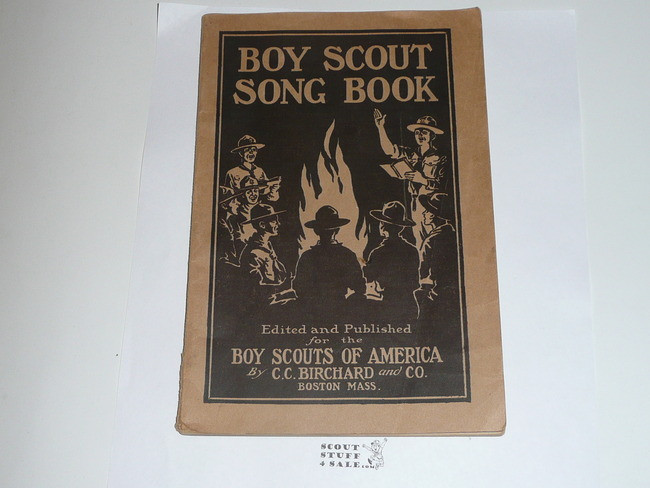 BOY SCOUT
SONG BOOK
Edited and Published
for the
BOY SCOUTS OF AMERICA
By C.C. BIRCHARD and CO.
BOSTON MASS.
SCOUT
STUFF
4 SALE.com